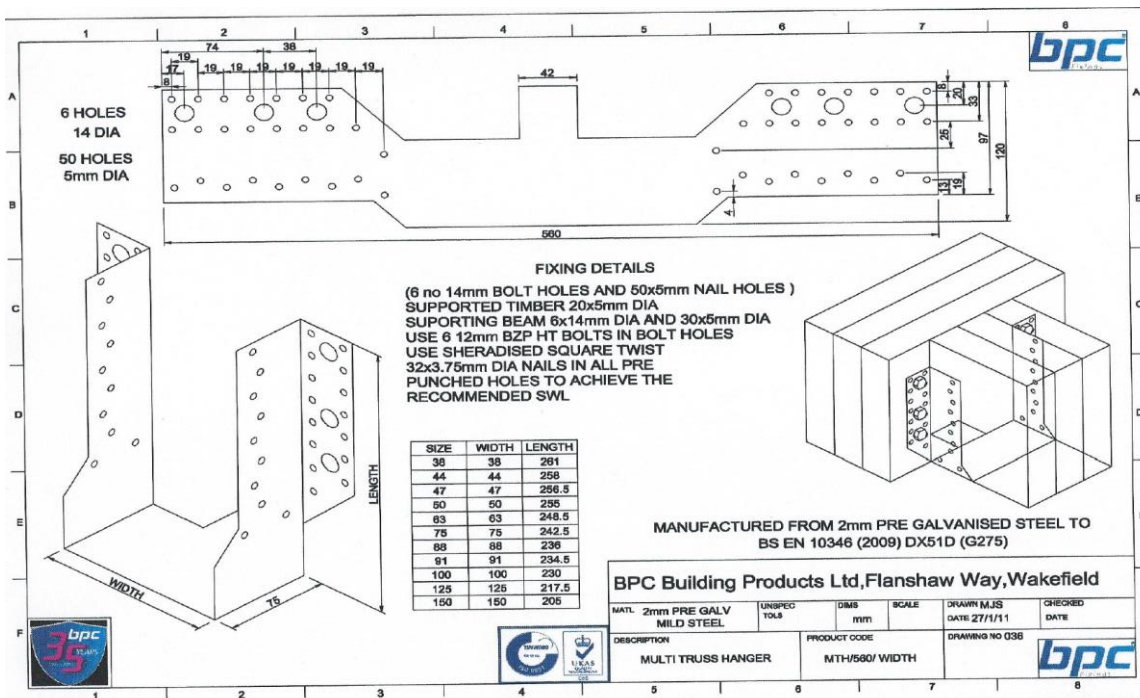 1 2 3 4 5 6 7 8
bpc
A
B
C
D
E
F
A
B
C
D
E
F
74 38
19
17 19 19 19 19 19 19 19
8
42
8
20
33
25
97
120
13
19
4
560
6 HOLES
14 DIA
50 HOLES
5mm DIA
FIXING DETAILS
(6 no 14mm BOLT HOLES AND 50x5mm NAIL HOLES )
SUPPORTED TIMBER 20x5mm DIA
SUPORTING BEAM 6x14mm DIA AND 30x5mm DIA
USE 6 12mm BZP HT BOLTS IN BOLT HOLES
USE SHERADISED SQUARE TWIST
32x3.75mm DIA NAILS IN ALL PRE
PUNCHED HOLES TO ACHIEVE THE
RECOMMENDED SWL
LENGTH
WIDTH
75
SIZE WIDTH LENGTH
38 38 261
44 44 258
47 47 256.5
50 50 255
63 63 248.5
75 75 242.5
88 88 236
91 91 234.5
100 100 230
125 125 217.5
150 150 205
MANUFACTURED FROM 2mm PRE GALVANISED STEEL TO
BS EN 10346 (2009) DX51D (G275)
BPC Building Products Ltd,Flanshaw Way,Wakefield
MATL 2mm PRE GALV
MILD STEEL
UNSPEC
TOLS
DIMS
mm
SCALE
DRAWN MJS
DATE 27/1/11
CHECKED
DATE
DESCRIPTION
MULTI TRUSS HANGER
PRODUCT CODE
MTH/560/ WIDTH
DRAWING NO 036
bpc
bpc
35
YEARS
ISO 9001
UKAS
1 2 3 4 5 6 7 8